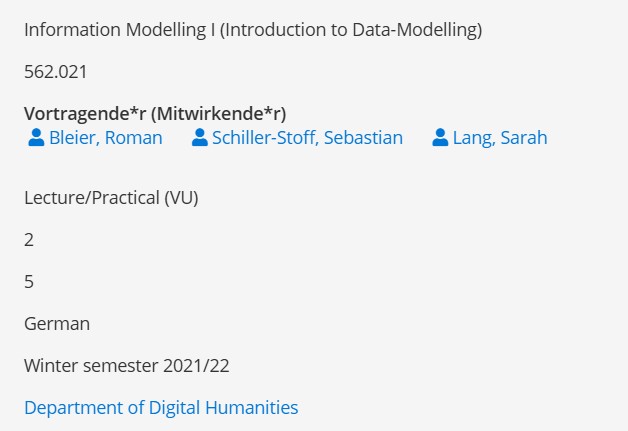 Information Modelling I (Introduction to Data-Modelling)
562.021
Vortragende*r (Mitwirkende*r)
Bleier, Roman Schiller-Stoff, Sebastian Lang, Sarah
Lecture/Practical (VU)
2
5
German
Winter semester 2021/22
Department of Digital Humanities